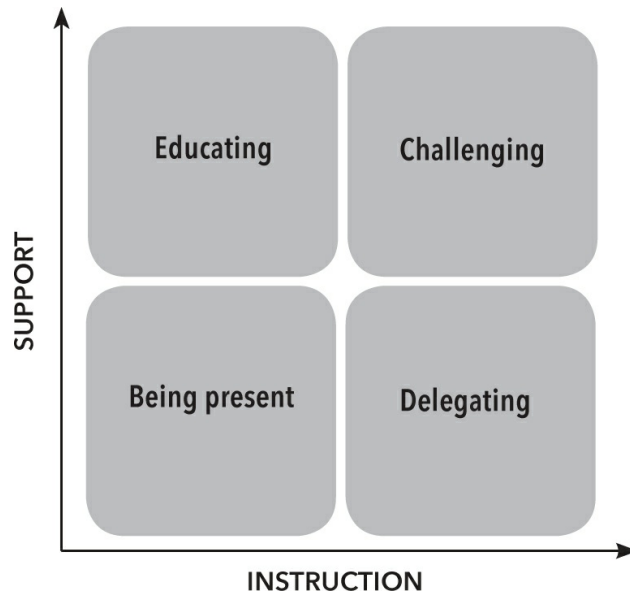 Educating
Challenging
SUPPORT
Being present
Delegating
INSTRUCTION